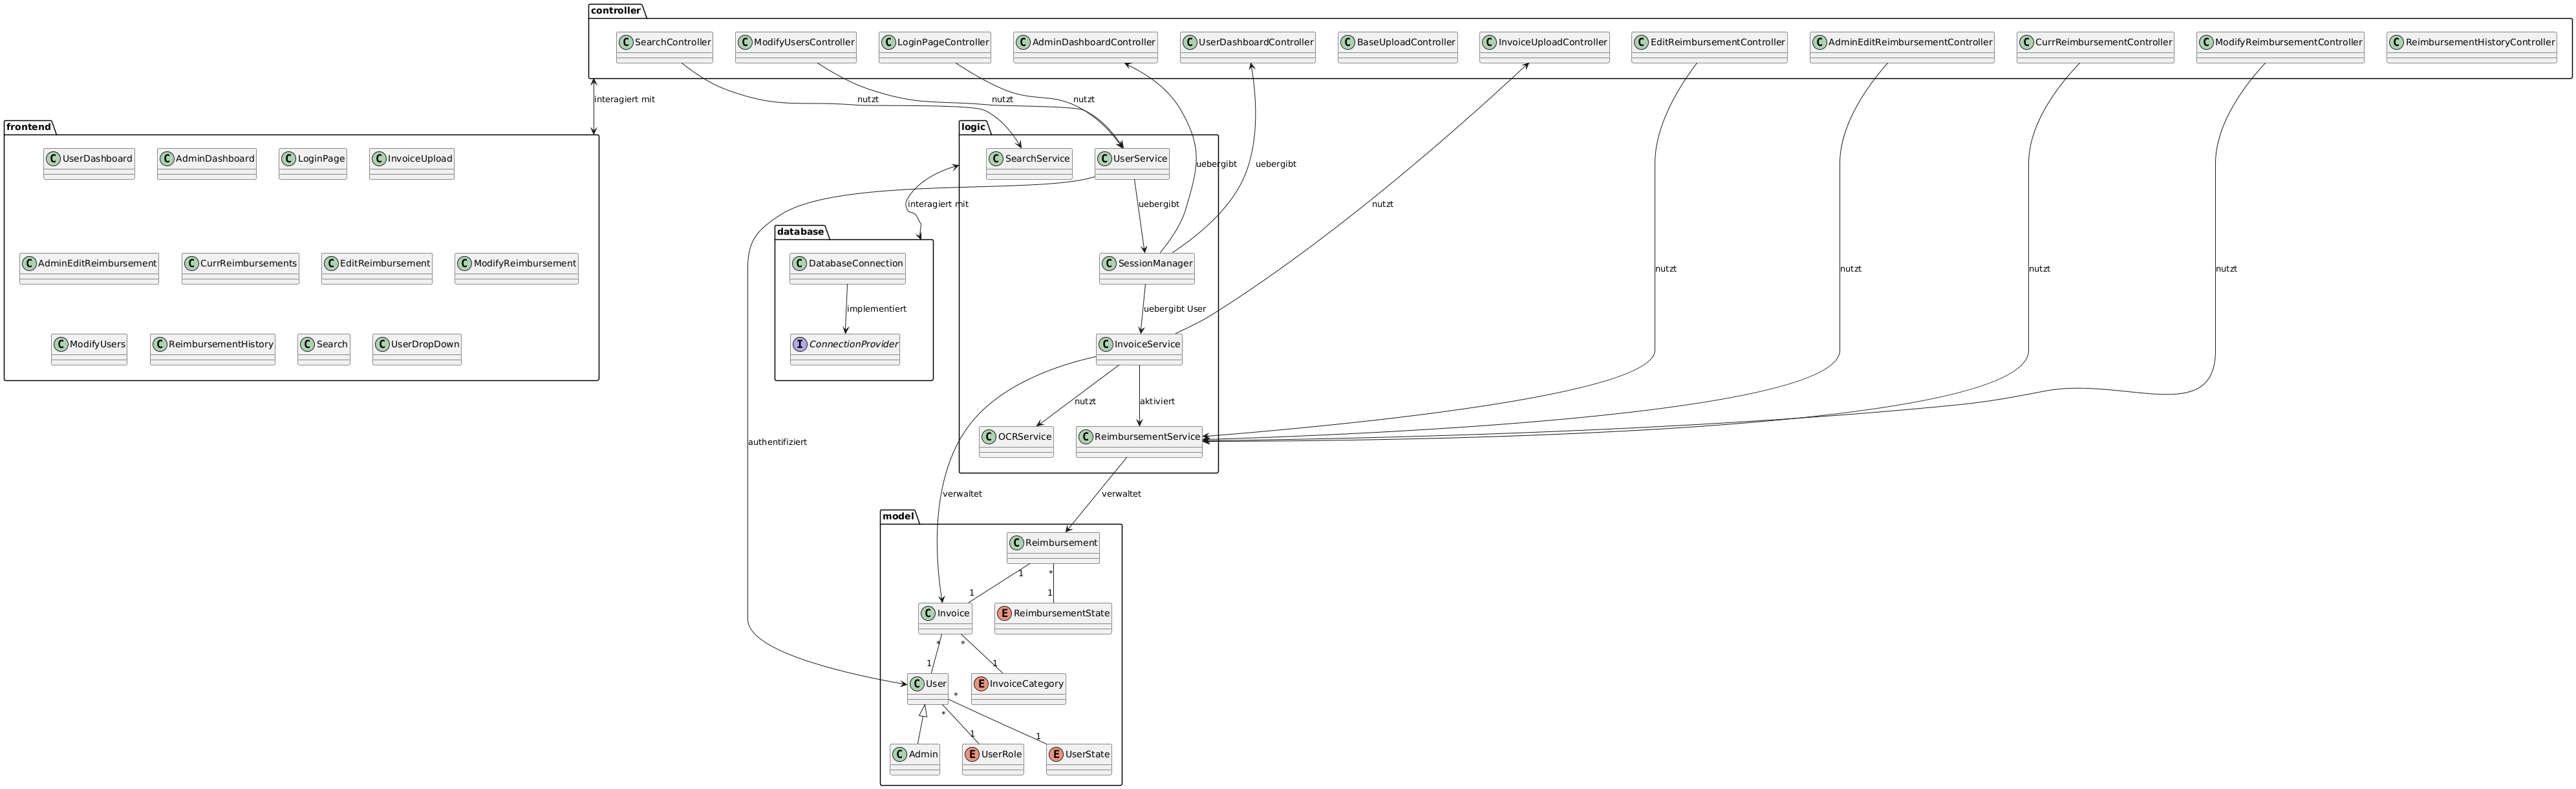 controller
C SearchController
C ModifyUsersController
C LoginPageController
C AdminDashboardController
C UserDashboardController
C BaseUploadController
C InvoiceUploadController
C EditReimbursementController
C AdminEditReimbursementController
C CurrReimbursementController
C ModifyReimbursementController
C ReimbursementHistoryController
interagiert mit
nutzt
nutzt
nutzt
frontend
C UserDashboard
C AdminDashboard
C LoginPage
C InvoiceUpload
C AdminEditReimbursement
C CurrReimbursements
C EditReimbursement
C ModifyReimbursement
C ModifyUsers
C ReimbursementHistory
C Search
C UserDropDown
logic
C SearchService
C UserService
uebergibt
uebergibt
interagiert mit
uebergibt
nutzt
database
C DatabaseConnection
implementiert
I ConnectionProvider
C SessionManager
uebergibt User
C InvoiceService
nutzt
nutzt
nutzt
nutzt
nutzt
aktiviert
C OCRService
C ReimbursementService
authentifiziert
verwaltet
verwaltet
model
C Reimbursement
1
*
1
1
C Invoice
E ReimbursementState
*
*
1
1
C User
E InvoiceCategory
*
*
1
1
C Admin
E UserRole
E UserState